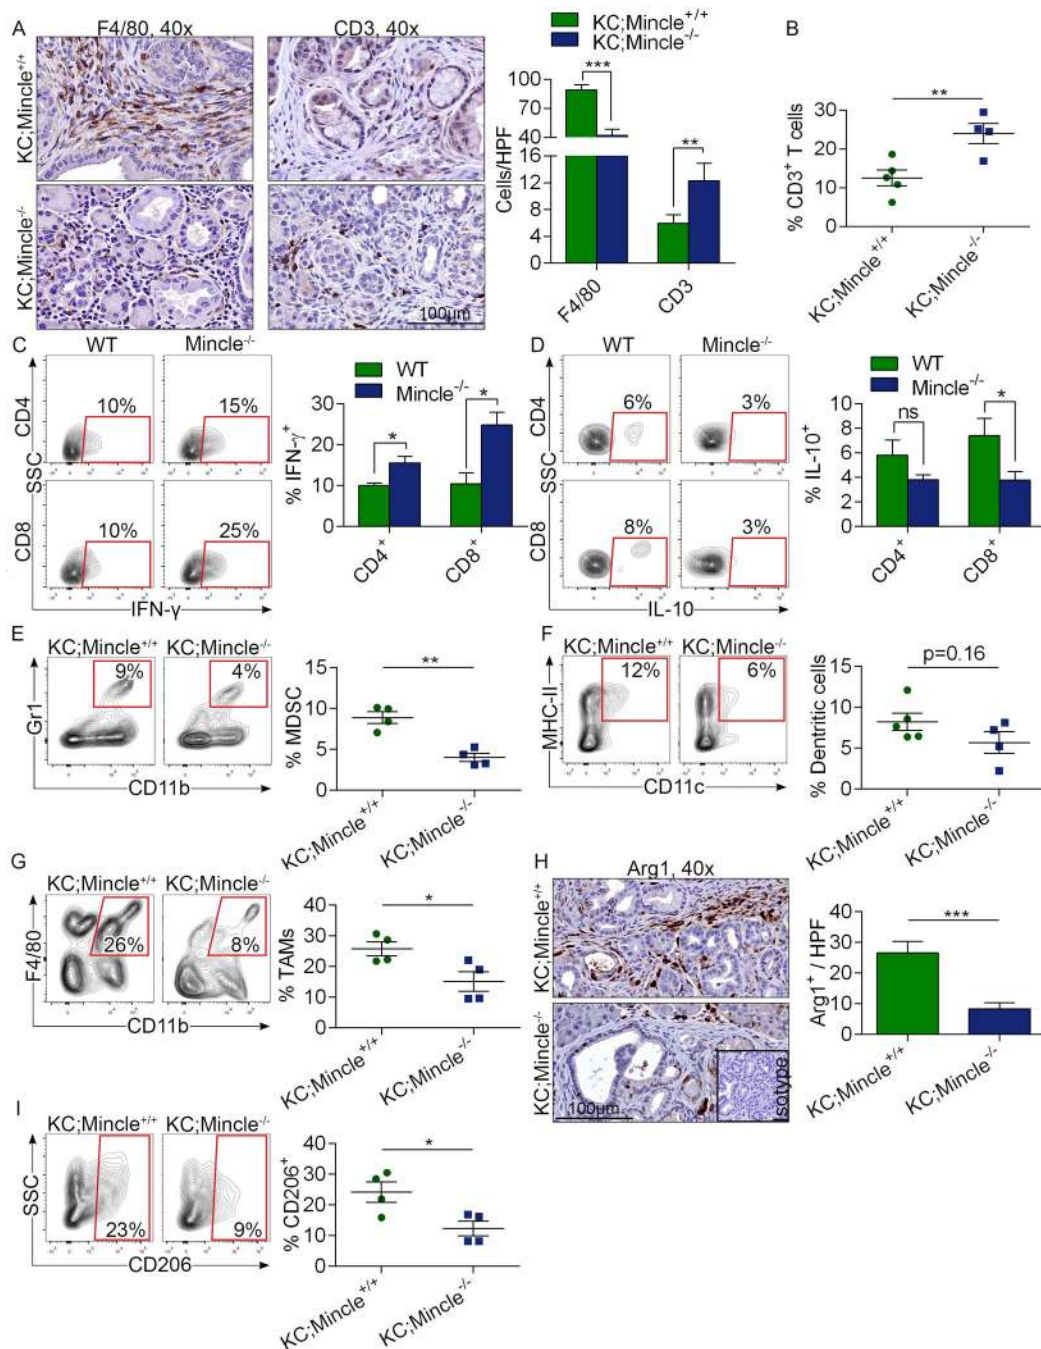 A
F4/80, 40x
CD3, 40x
KC;Mincle+/+
KC;Mincle-/-
100µm
KC;Mincle+/+
KC;Mincle-/-
Cells/HPF
100
80
60
40
16
12
8
4
0
***
**
F4/80
CD3
B
**
% CD3+ T cells
30
20
10
0
KC;Mincle+/+
KC;Mincle-/-
C
WT
Mincle-/-
CD4
SSC
CD8
10%
15%
10%
25%
IFN-γ
WT
Mincle-/-
% IFN-γ+
30
20
10
0
*
*
CD4+
CD8+
D
WT
Mincle-/-
CD4
SSC
CD8
6%
3%
8%
3%
IL-10
WT
Mincle-/-
% IL-10+
10
8
6
4
2
0
ns
*
CD4+
CD8+
E
KC;Mincle+/+
KC;Mincle-/-
9%
4%
Gr1
CD11b
% MDSC
15
10
5
0
**
KC;Mincle+/+
KC;Mincle-/-
F
KC;Mincle+/+
KC;Mincle-/-
12%
6%
MHC-II
CD11c
% Dentritic cells
15
10
5
0
p=0.16
KC;Mincle+/+
KC;Mincle-/-
G
KC;Mincle+/+
KC;Mincle-/-
26%
8%
F4/80
CD11b
% TAMs
40
30
20
10
0
*
KC;Mincle+/+
KC;Mincle-/-
H
Arg1, 40x
KC;Mincle+/+
KC;Mincle-/-
100µm
Isotype
Arg1+ / HPF
40
30
20
10
0
***
KC;Mincle+/+
KC;Mincle-/-
I
KC;Mincle+/+
KC;Mincle-/-
23%
9%
SSC
CD206
% CD206+
40
30
20
10
0
*
KC;Mincle+/+
KC;Mincle-/-